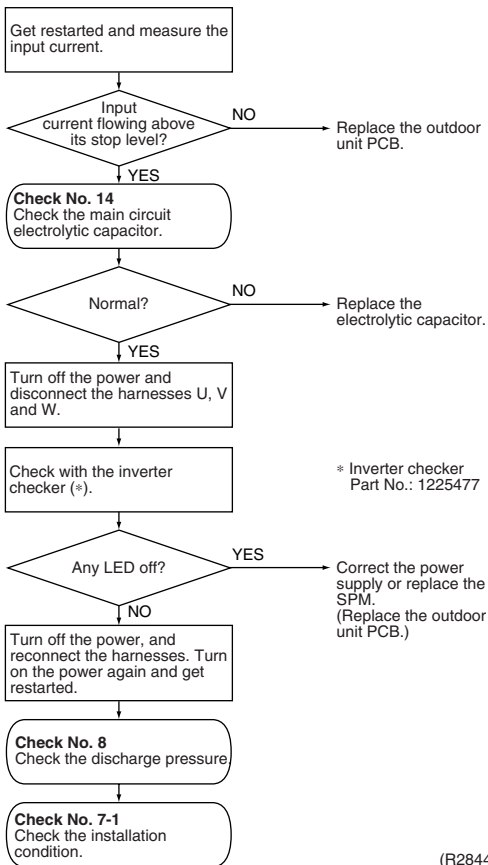 Get restarted and measure the
input current.
Input
current flowing above
its stop level?
NO
Replace the outdoor
unit PCB.
YES
Check No. 14
Check the main circuit
electrolytic capacitor.
Normal?
NO
Replace the
electrolytic capacitor.
YES
Turn off the power and
disconnect the harnesses U, V
and W.
Check with the inverter
checker (*).
* Inverter checker
Part No.: 1225477
Any LED off?
YES
Correct the power
supply or replace the
SPM.
(Replace the outdoor
unit PCB.)
NO
Turn off the power, and
reconnect the harnesses. Turn
on the power again and get
restarted.
Check No. 8
Check the discharge pressure.
Check No. 7-1
Check the installation
condition.
(R2844